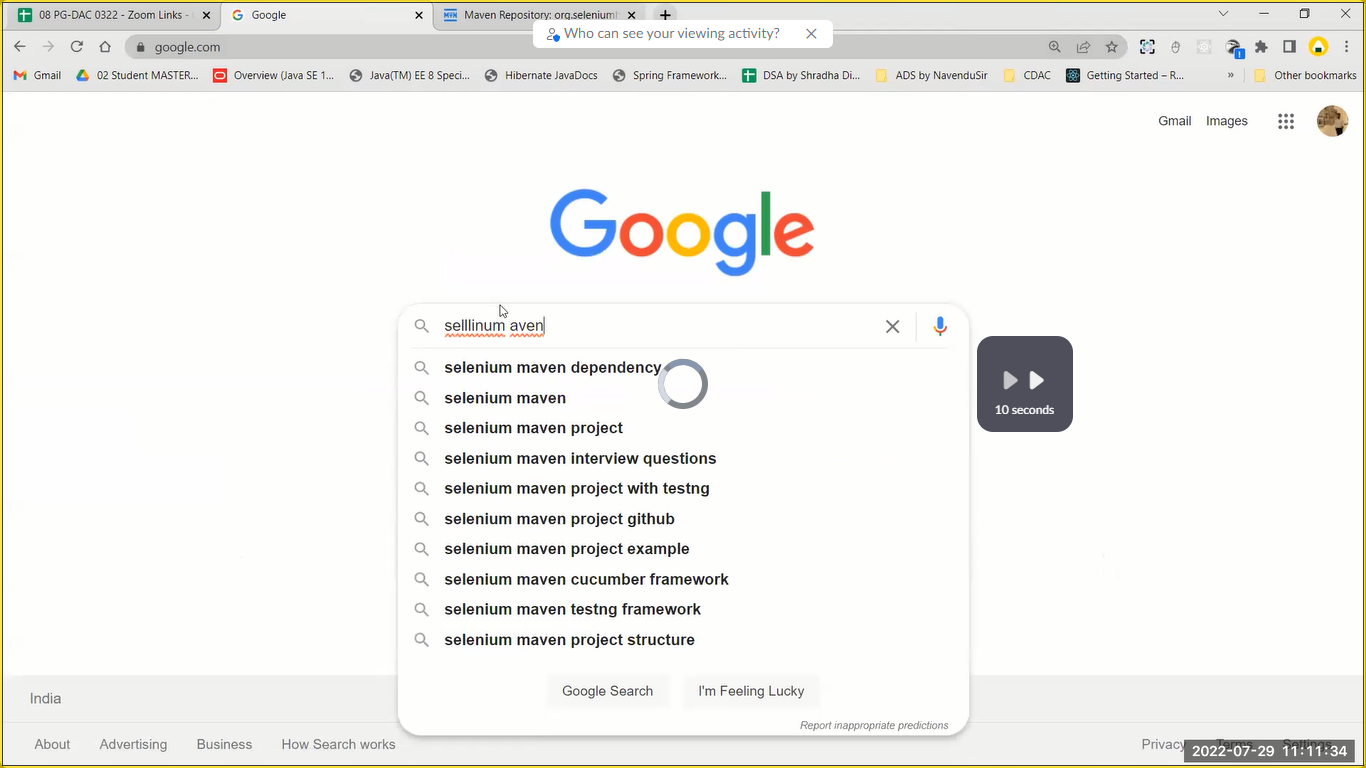 08 PG-DAC 0322 - Zoom Links -
Google
Maven Repository: org.selenium
Who can see your viewing activity?
google.com
Gmail
02 Student MASTER...
Overview (Java SE 1...
Java(TM) EE 8 Speci...
Hibernate JavaDocs
Spring Framework...
DSA by Shradha Di...
ADS by NavenduSir
CDAC
Getting Started – R...
»
Other bookmarks
Gmail
Images
Google
selllinum aven
selenium maven dependency
selenium maven
selenium maven project
selenium maven interview questions
selenium maven project with testng
selenium maven project github
selenium maven project example
selenium maven cucumber framework
selenium maven testng framework
selenium maven project structure
10 seconds
Google Search
I'm Feeling Lucky
Report inappropriate predictions
India
About
Advertising
Business
How Search works
Privacy
Terms
Settings
2022-07-29 11:11:34